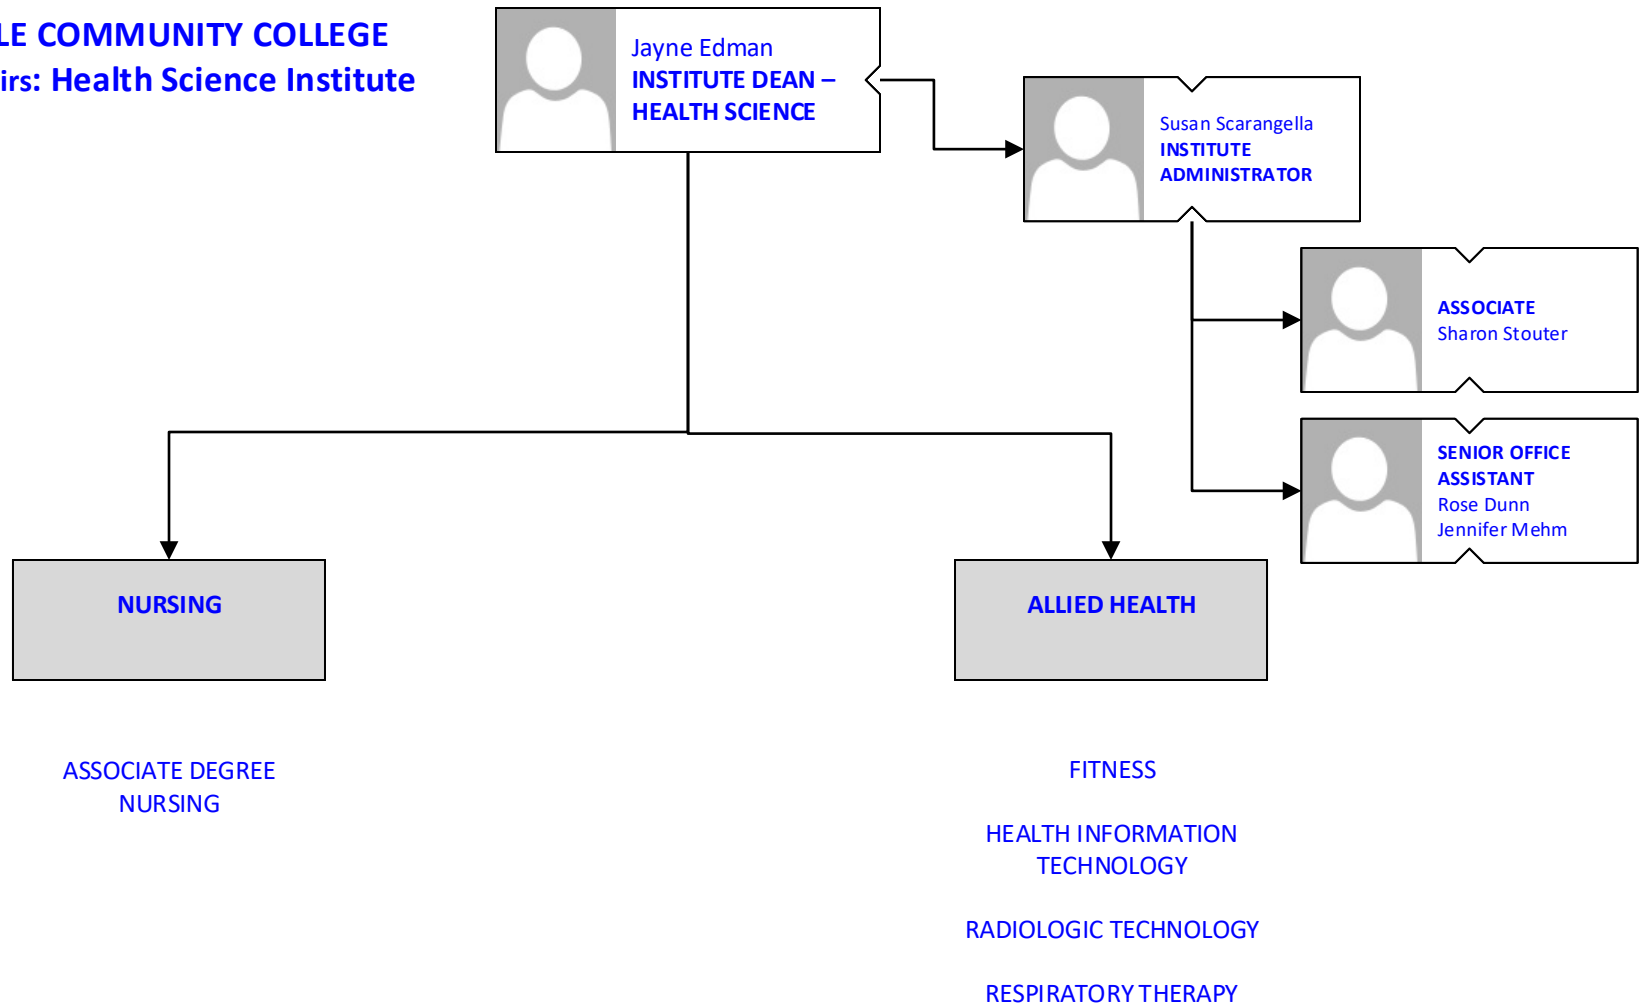 COMMUNITY COLLEGE
: Health Science Institute
Jayne Edman
INSTITUTE DEAN –
HEALTH SCIENCE
Susan Scarangella
INSTITUTE
ADMINISTRATOR
ASSOCIATE
Sharon Stouter
SENIOR OFFICE
ASSISTANT
Rose Dunn
Jennifer Mehm
NURSING
ALLIED HEALTH
ASSOCIATE DEGREE
NURSING
FITNESS
HEALTH INFORMATION
TECHNOLOGY
RADIOLOGIC TECHNOLOGY
RESPIRATORY THERAPY